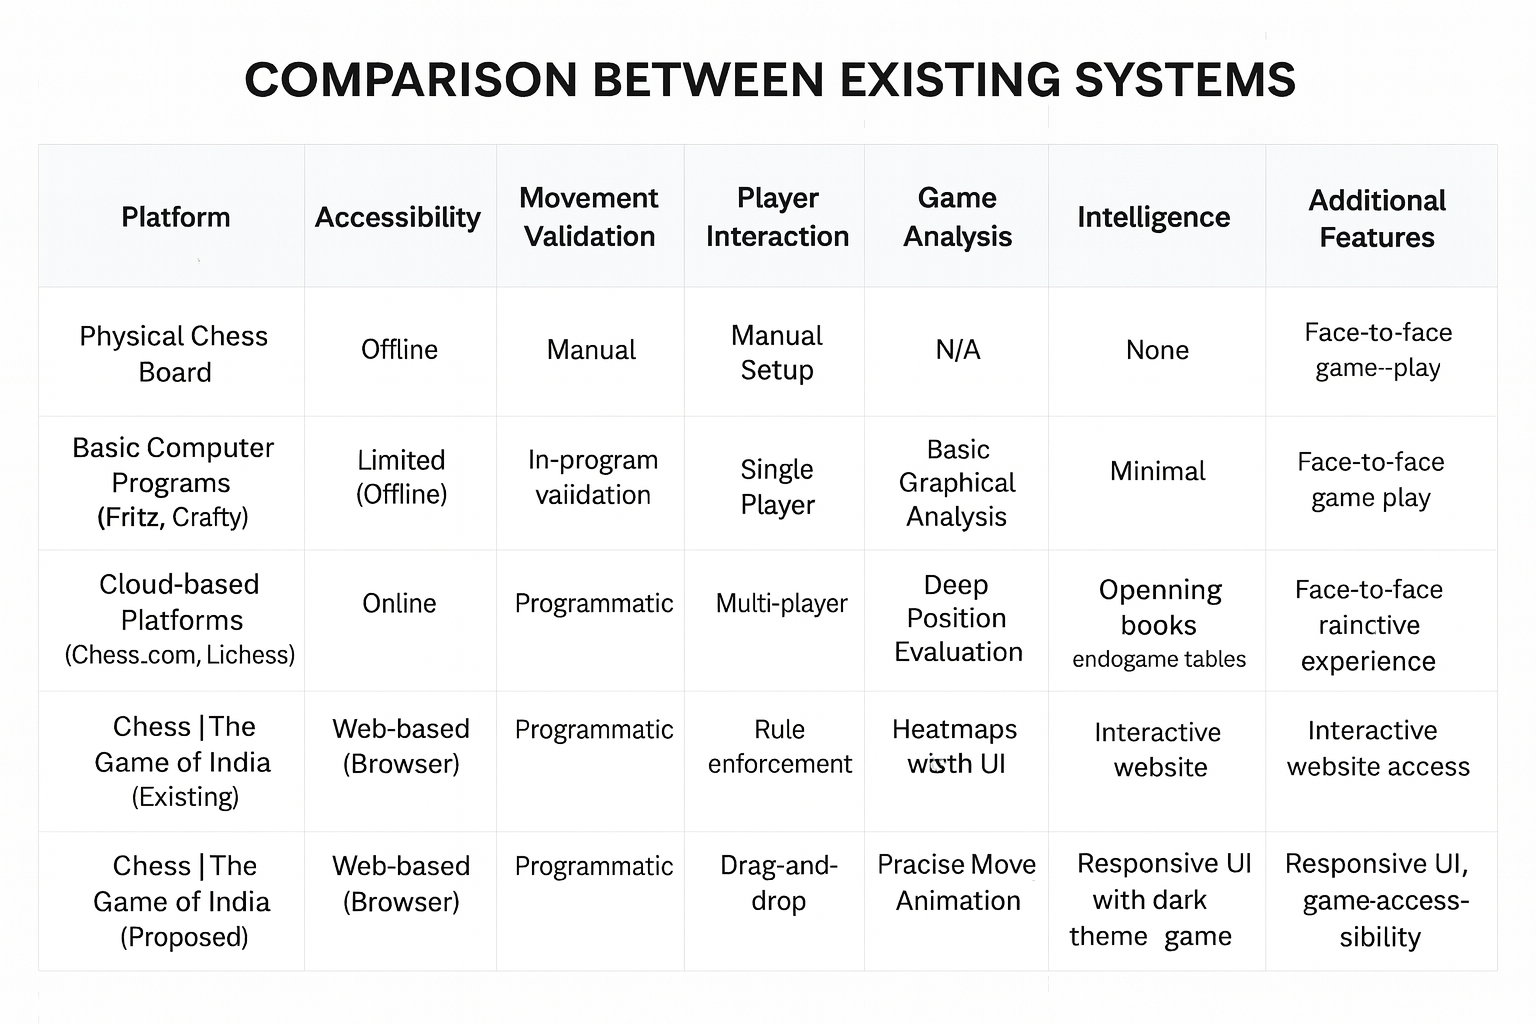 COMPARISON BETWEEN EXISTING SYSTEMS
Platform
Accessibility
Movement
Validation
Player
Interaction
Game
Analysis
Intelligence
Additional
Features
Physical Chess
Board
Offline
Manual
Manual
Setup
N/A
None
Face-to-face
game--play
Basic Computer
Programs
(Fritz, Crafty)
Limited
(Offline)
In-program
vaiidation
Single
Player
Basic
Graphical
Analysis
Minimal
Face-to-face
game play
Cloud-based
Platforms
(Chess.com, Lichess)
Online
Programmatic
Multi-player
Deep
Position
Evaluation
Openning
books
endogame tables
Face-to-face
rainctive
experience
Chess | The
Game of India
(Existing)
Web-based
(Browser)
Programmatic
Rule
enforcement
Heatmaps
UI
Interactive
website
Interactive
website access
Chess | The
Game of India
(Proposed)
Web-based
(Browser)
Programmatic
Drag-and-
drop
Pracise Move
Animation
Responsive UI
with dark
theme game
Responsive UI,
game-access-
sibility